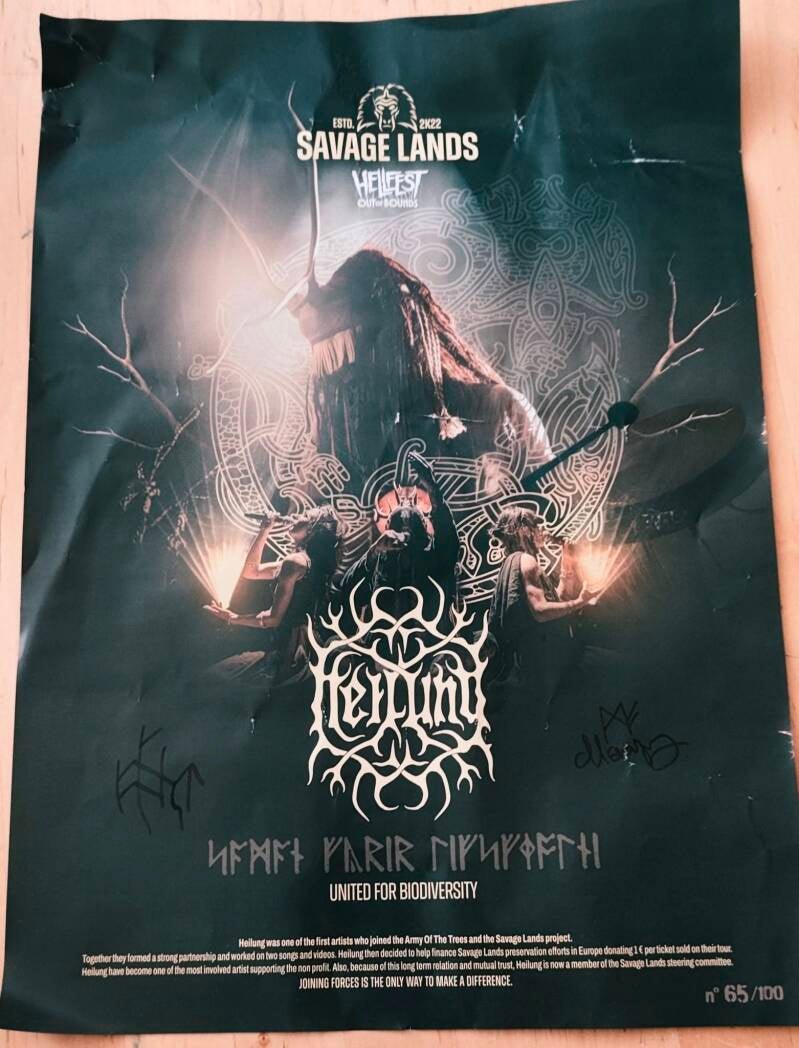 ESTD. 2K22
SAVAGE LANDS
HELLFEST
OUT OF BOUNDS
Heilung
Maria
ᛋᚨᛗᚨᚾ ᚠᚢᚱᛁᚱ
UNITED FOR BIODIVERSITY
Heilung was one of the first artists who joined the Army Of The Trees and the Savage Lands project.
Together they formed a strong partnership and worked on two songs and videos. Heilung then decided to help finance Savage Lands preservation efforts in Europe donating 1 € per ticket sold on their tour.
Heilung have become one of the most involved artist supporting the non profit. Also, because of this long term relation and mutual trust, Heilung is now a member of the Savage Lands steering committee.
JOINING FORCES IS THE ONLY WAY TO MAKE A DIFFERENCE.
n° 65/100